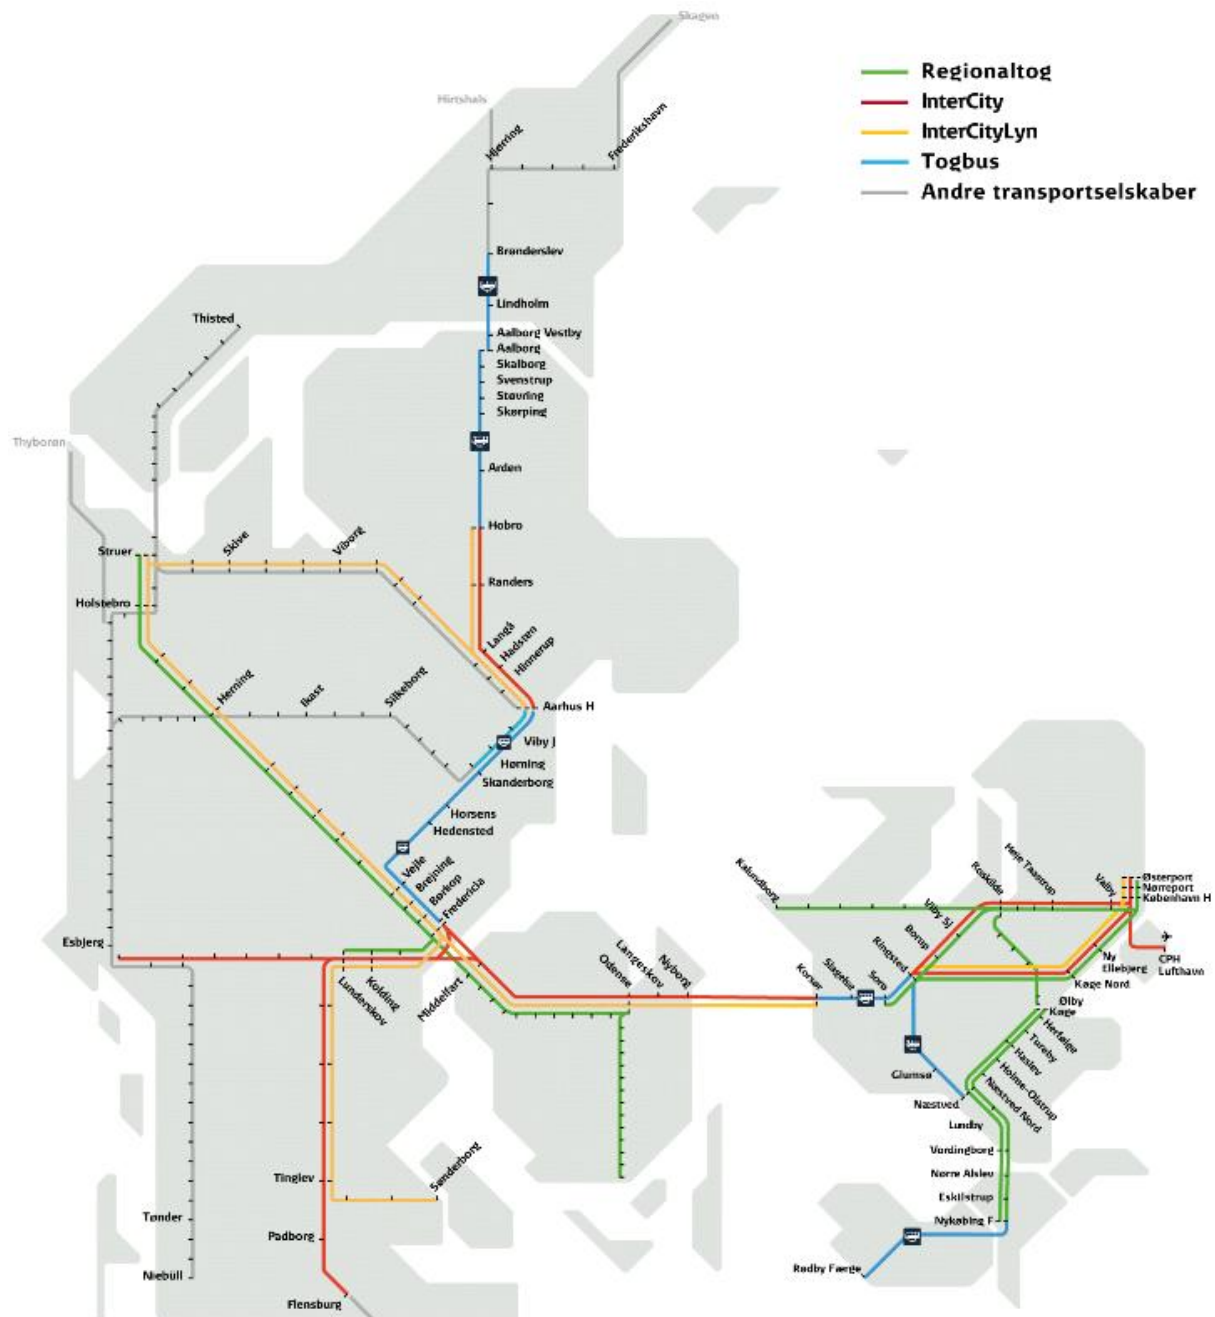 Skagen
Regionaltog
InterCity
InterCityLyn
Togbus
Andre transportselskaber
Hirtshals
Hjørring
Frederikshavn
Brønderslev
Lindholm
Aalborg Vestby
Aalborg
Skalborg
Svenstrup
Støvring
Skørping
Arden
Hobro
Thisted
Thyborøn
Struer
Skive
Viborg
Holstebro
Randers
Langå
Hadsten
Hinnerup
Herning
Ikast
Silkeborg
Aarhus H
Viby J
Hørning
Skanderborg
Horsens
Hedensted
Vejle
Brejning
Børkop
Fredericia
Esbjerg
Lunderskov
Kolding
Middelfart
Odense
Langeskov
Nyborg
Korsør
Slagelse
Sorø
Ringsted
Borup
Viby Sj
Kalundborg
Roskilde
Høje Taastrup
Valby
Østerport
Nørreport
København H
CPH
Lufthavn
Ny
Ellebjerg
Køge Nord
Ølby
Køge
Herfølge
Tureby
Haslev
Holme-Olstrup
Næstved Nord
Glumsø
Næstved
Lundby
Vordingborg
Nørre Alslev
Eskilstrup
Nykøbing F
Rødby Færge
Tinglev
Sønderborg
Tønder
Padborg
Niebüll
Flensburg